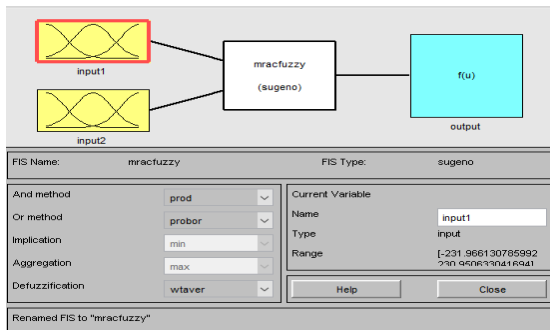 input1
mracfuzzy
(sugeno)
f(u)
input2
output
FIS Name: mracfuzzy FIS Type: sugeno
And method prod
Or method probor
Implication min
Aggregation max
Defuzzification wtaver
Current Variable
Name input1
Type input
Range [-231.966130785992
230.9506330416941
Help Close
Renamed FIS to "mracfuzzy"